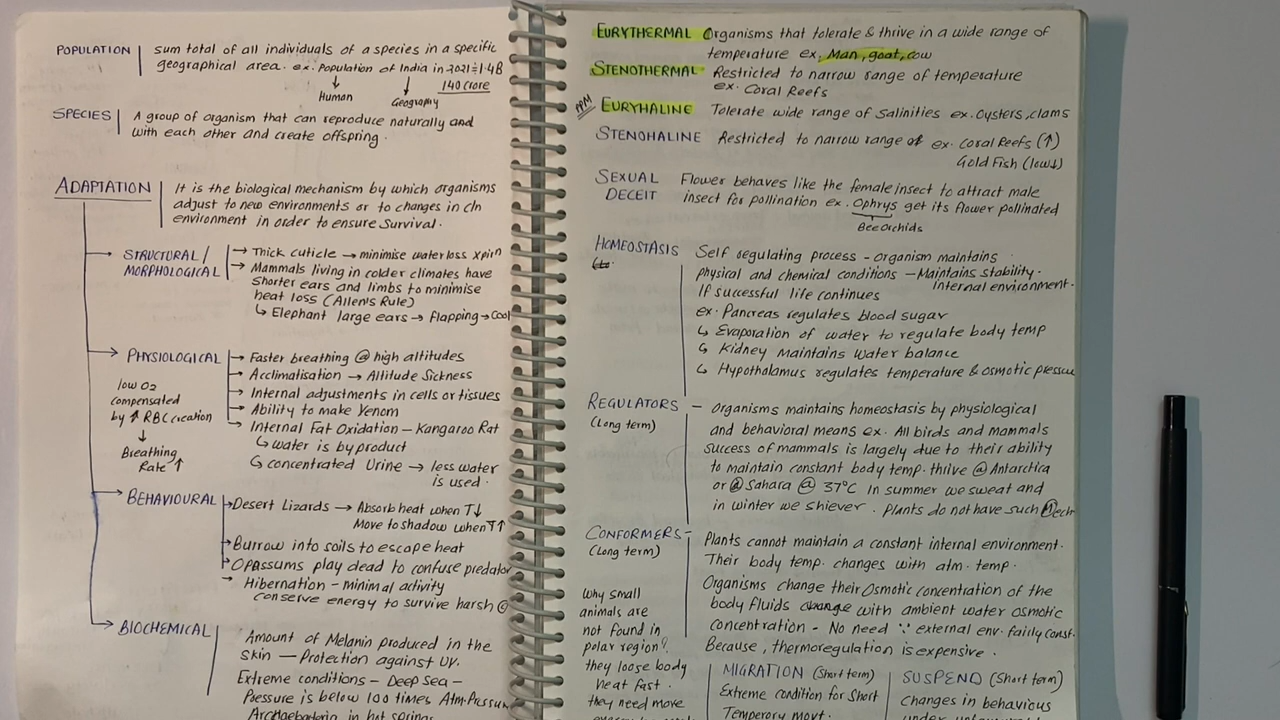 POPULATION
sum total of all individuals of a species in a specific
geographical area. ex. Population of India in 2021 = 1.4B
140 crore
Human
Geography
SPECIES
A group of organism that can reproduce naturally and
with each other and create offspring.
ADAPTATION
It is the biological mechanism by which organisms
adjust to new environments or to changes in c/n
environment in order to ensure Survival.
STRUCTURAL/
MORPHOLOGICAL
→ Thick cuticle → minimise water loss xpirn
→ Mammals living in colder climates have
shorter ears and limbs to minimise
heat loss (Allen's Rule)
↳ Elephant large ears → Flapping → Cool
PHYSIOLOGICAL
low O2
compensated
by ↑ RBC creation
↓
Breathing
Rate ↑
→ Faster breathing @ high altitudes
→ Acclimatisation → Altitude Sickness
→ Internal adjustments in cells or tissues
→ Ability to make Venom
→ Internal Fat Oxidation – Kangaroo Rat
↳ water is by product
↳ concentrated Urine → less water
is used.
BEHAVIOURAL
→ Desert Lizards → Absorb heat when T↓
Move to shadow when T↑
→ Burrow into soils to escape heat
→ Opassums play dead to confuse predator
→ Hibernation – minimal activity
conserve energy to survive harsh
BIOCHEMICAL
Amount of Melanin produced in the
skin — Protection against UV.
Extreme conditions – Deep sea –
Pressure is below 100 times Atm. Pressure
Archaebacteria in hot springs
EURYTHERMAL Organisms that tolerate & thrive in a wide range of
temperature ex, Man, goat, cow
STENOTHERMAL Restricted to narrow range of temperature
ex. Coral Reefs
EURYHALINE Tolerate wide range of Salinities ex. Oysters, clams
STENOHALINE Restricted to narrow range of ex. Coral Reefs (↑)
Gold Fish (low↓)
SEXUAL
DECEIT
Flower behaves like the female insect to attract male
insect for pollination ex. Ophrys get its flower pollinated
Bee Orchids
HOMEOSTASIS
Self regulating process – organism maintains
physical and chemical conditions – Maintains Stability.
Internal environment.
If successful life continues
ex. Pancreas regulates blood sugar
↳ Evaporation of water to regulate body temp
↳ Kidney Maintains Water balance
↳ Hypothalamus regulates temperature & osmotic pressu
REGULATORS –
(Long term)
Organisms maintains homeostasis by physiological
and behavioral means ex. All birds and mammals
success of mammals is largely due to their ability
to maintain constant body temp. thrive @ Antarctica
or @ Sahara @ 37°C In summer we sweat and
in winter we shiever. Plants do not have such Mech
CONFORMERS –
(Long term)
Plants cannot maintain a constant internal environment.
Their body temp. changes with atm. temp.
Organisms change their Osmotic concentration of the
body fluids change with ambient water osmotic
concentration – No need ∵ external env. fairly const.
Because, thermoregulation is expensive.
Why small
animals are
not found in
polar region?
they loose body
heat fast.
they need more
MIGRATION (Short term)
Extreme condition for Short
Temperory movt.
SUSPEND (Short term)
changes in behavious